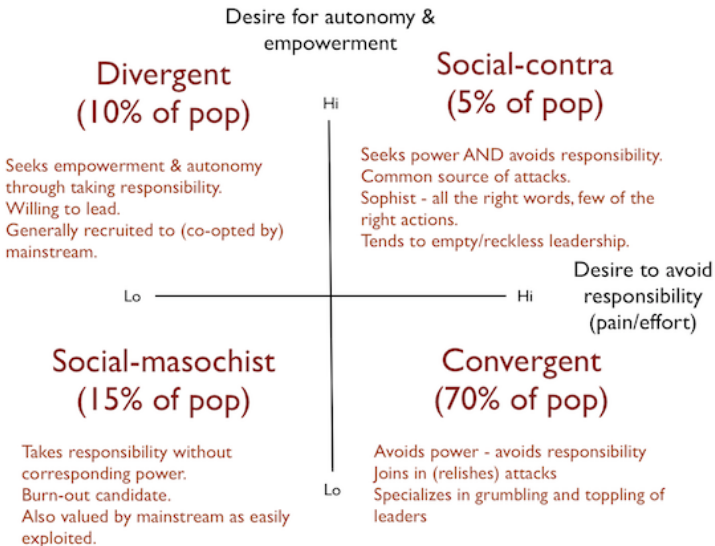 Desire for autonomy &
empowerment
Divergent
(10% of pop)
Hi
Social-contra
(5% of pop)
Seeks empowerment & autonomy
through taking responsibility.
Willing to lead.
Generally recruited to (co-opted by)
mainstream.
Seeks power AND avoids responsibility.
Common source of attacks.
Sophist - all the right words, few of the
right actions.
Tends to empty/reckless leadership.
Lo
Hi
Desire to avoid
responsibility
(pain/effort)
Social-masochist
(15% of pop)
Convergent
(70% of pop)
Takes responsibility without
corresponding power.
Burn-out candidate.
Also valued by mainstream as easily
exploited.
Lo
Avoids power - avoids responsibility
Joins in (relishes) attacks
Specializes in grumbling and toppling of
leaders